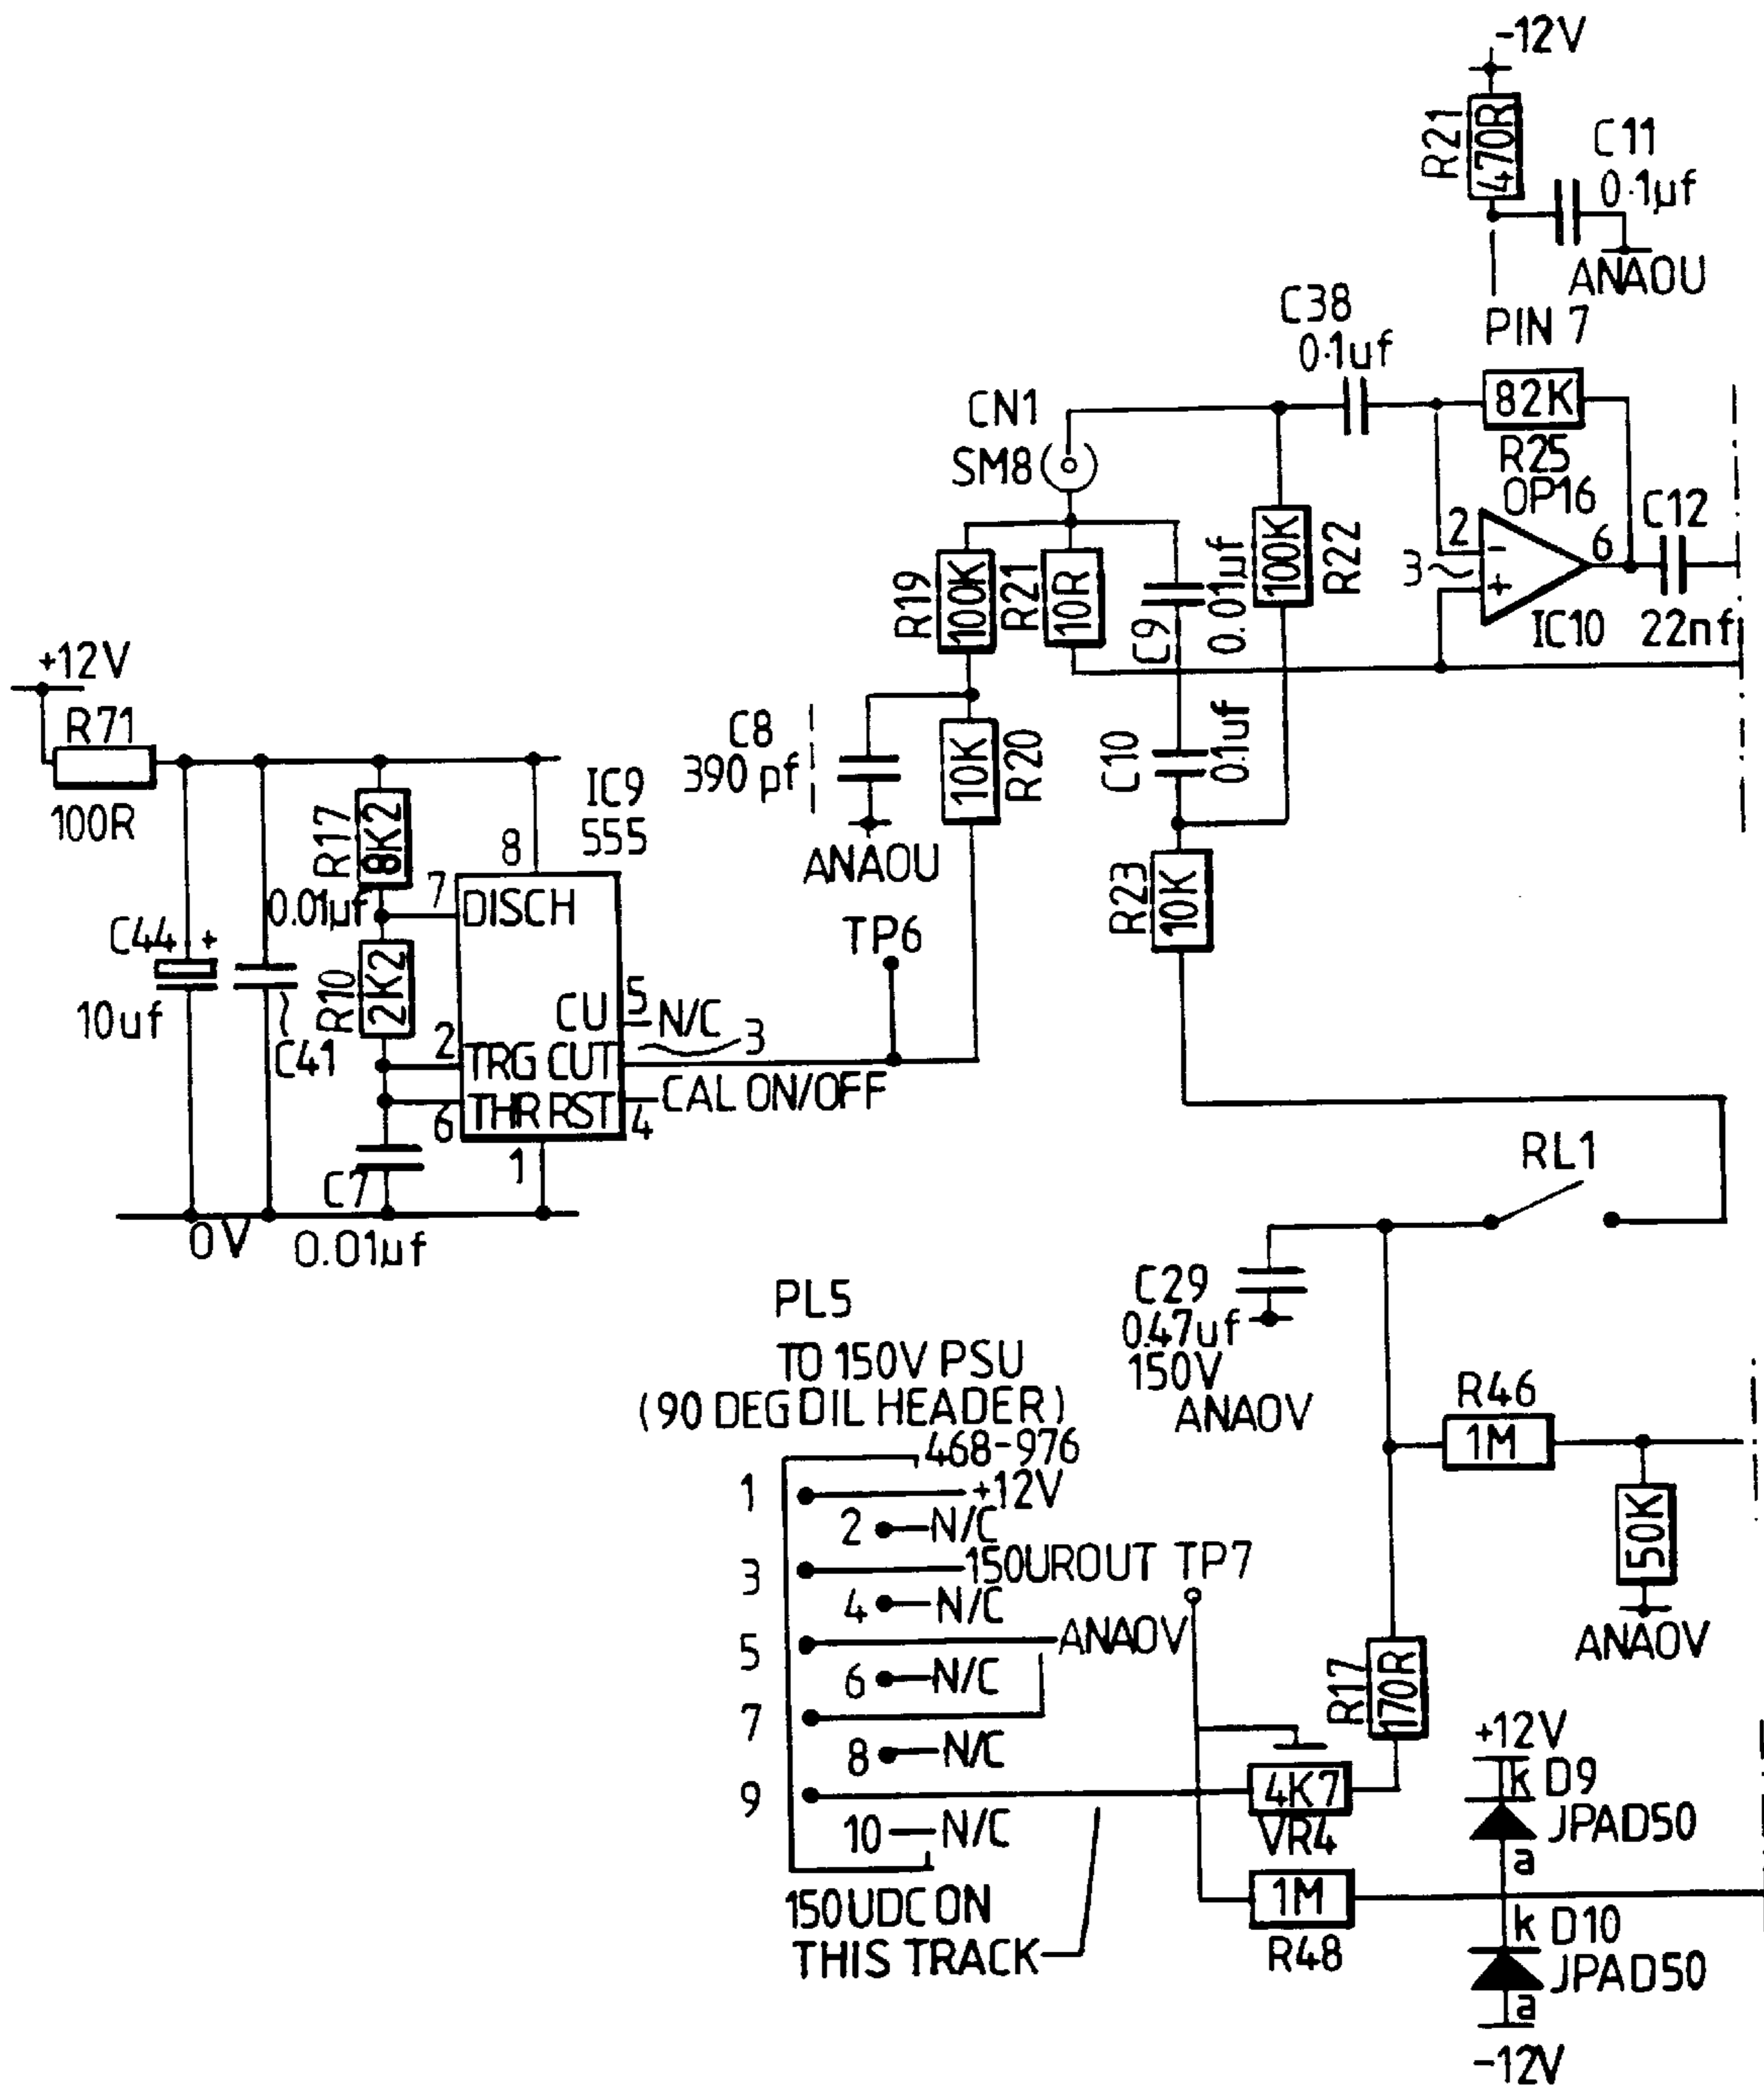 -12V
R21
470R
C11
0.1µf
ANAOU
PIN 7
C38
0.1uf
CN1
SM8
82K
R25
OP16
C12
2
3
-
+
6
IC10
22nf
R19
100K
R21
10R
C9
0.01µf
100K
R22
+12V
R71
100R
C8
390 pf
ANAOU
10K
R20
C10
0.1uf
R23
10K
R17
8K2
IC9
555
8
7
DISCH
0.01µf
C44
+
10uf
R10
2K2
C41
TP6
CU
5
N/C
3
2
TRG
CUT
CAL ON/OFF
THR
RST
6
4
1
C7
0V
0.01µf
RL1
C29
0.47uf
150V
ANAOV
PL5
TO 150V PSU
(90 DEG DIL HEADER)
468-976
1
+12V
2
N/C
3
150UROUT
TP7
4
N/C
5
ANAOV
6
N/C
7
8
N/C
9
10
N/C
150UDC ON
THIS TRACK
R46
1M
50K
ANAOV
R17
170R
4K7
VR4
1M
R48
+12V
k
D9
JPAD50
a
k
D10
JPAD50
a
-12V